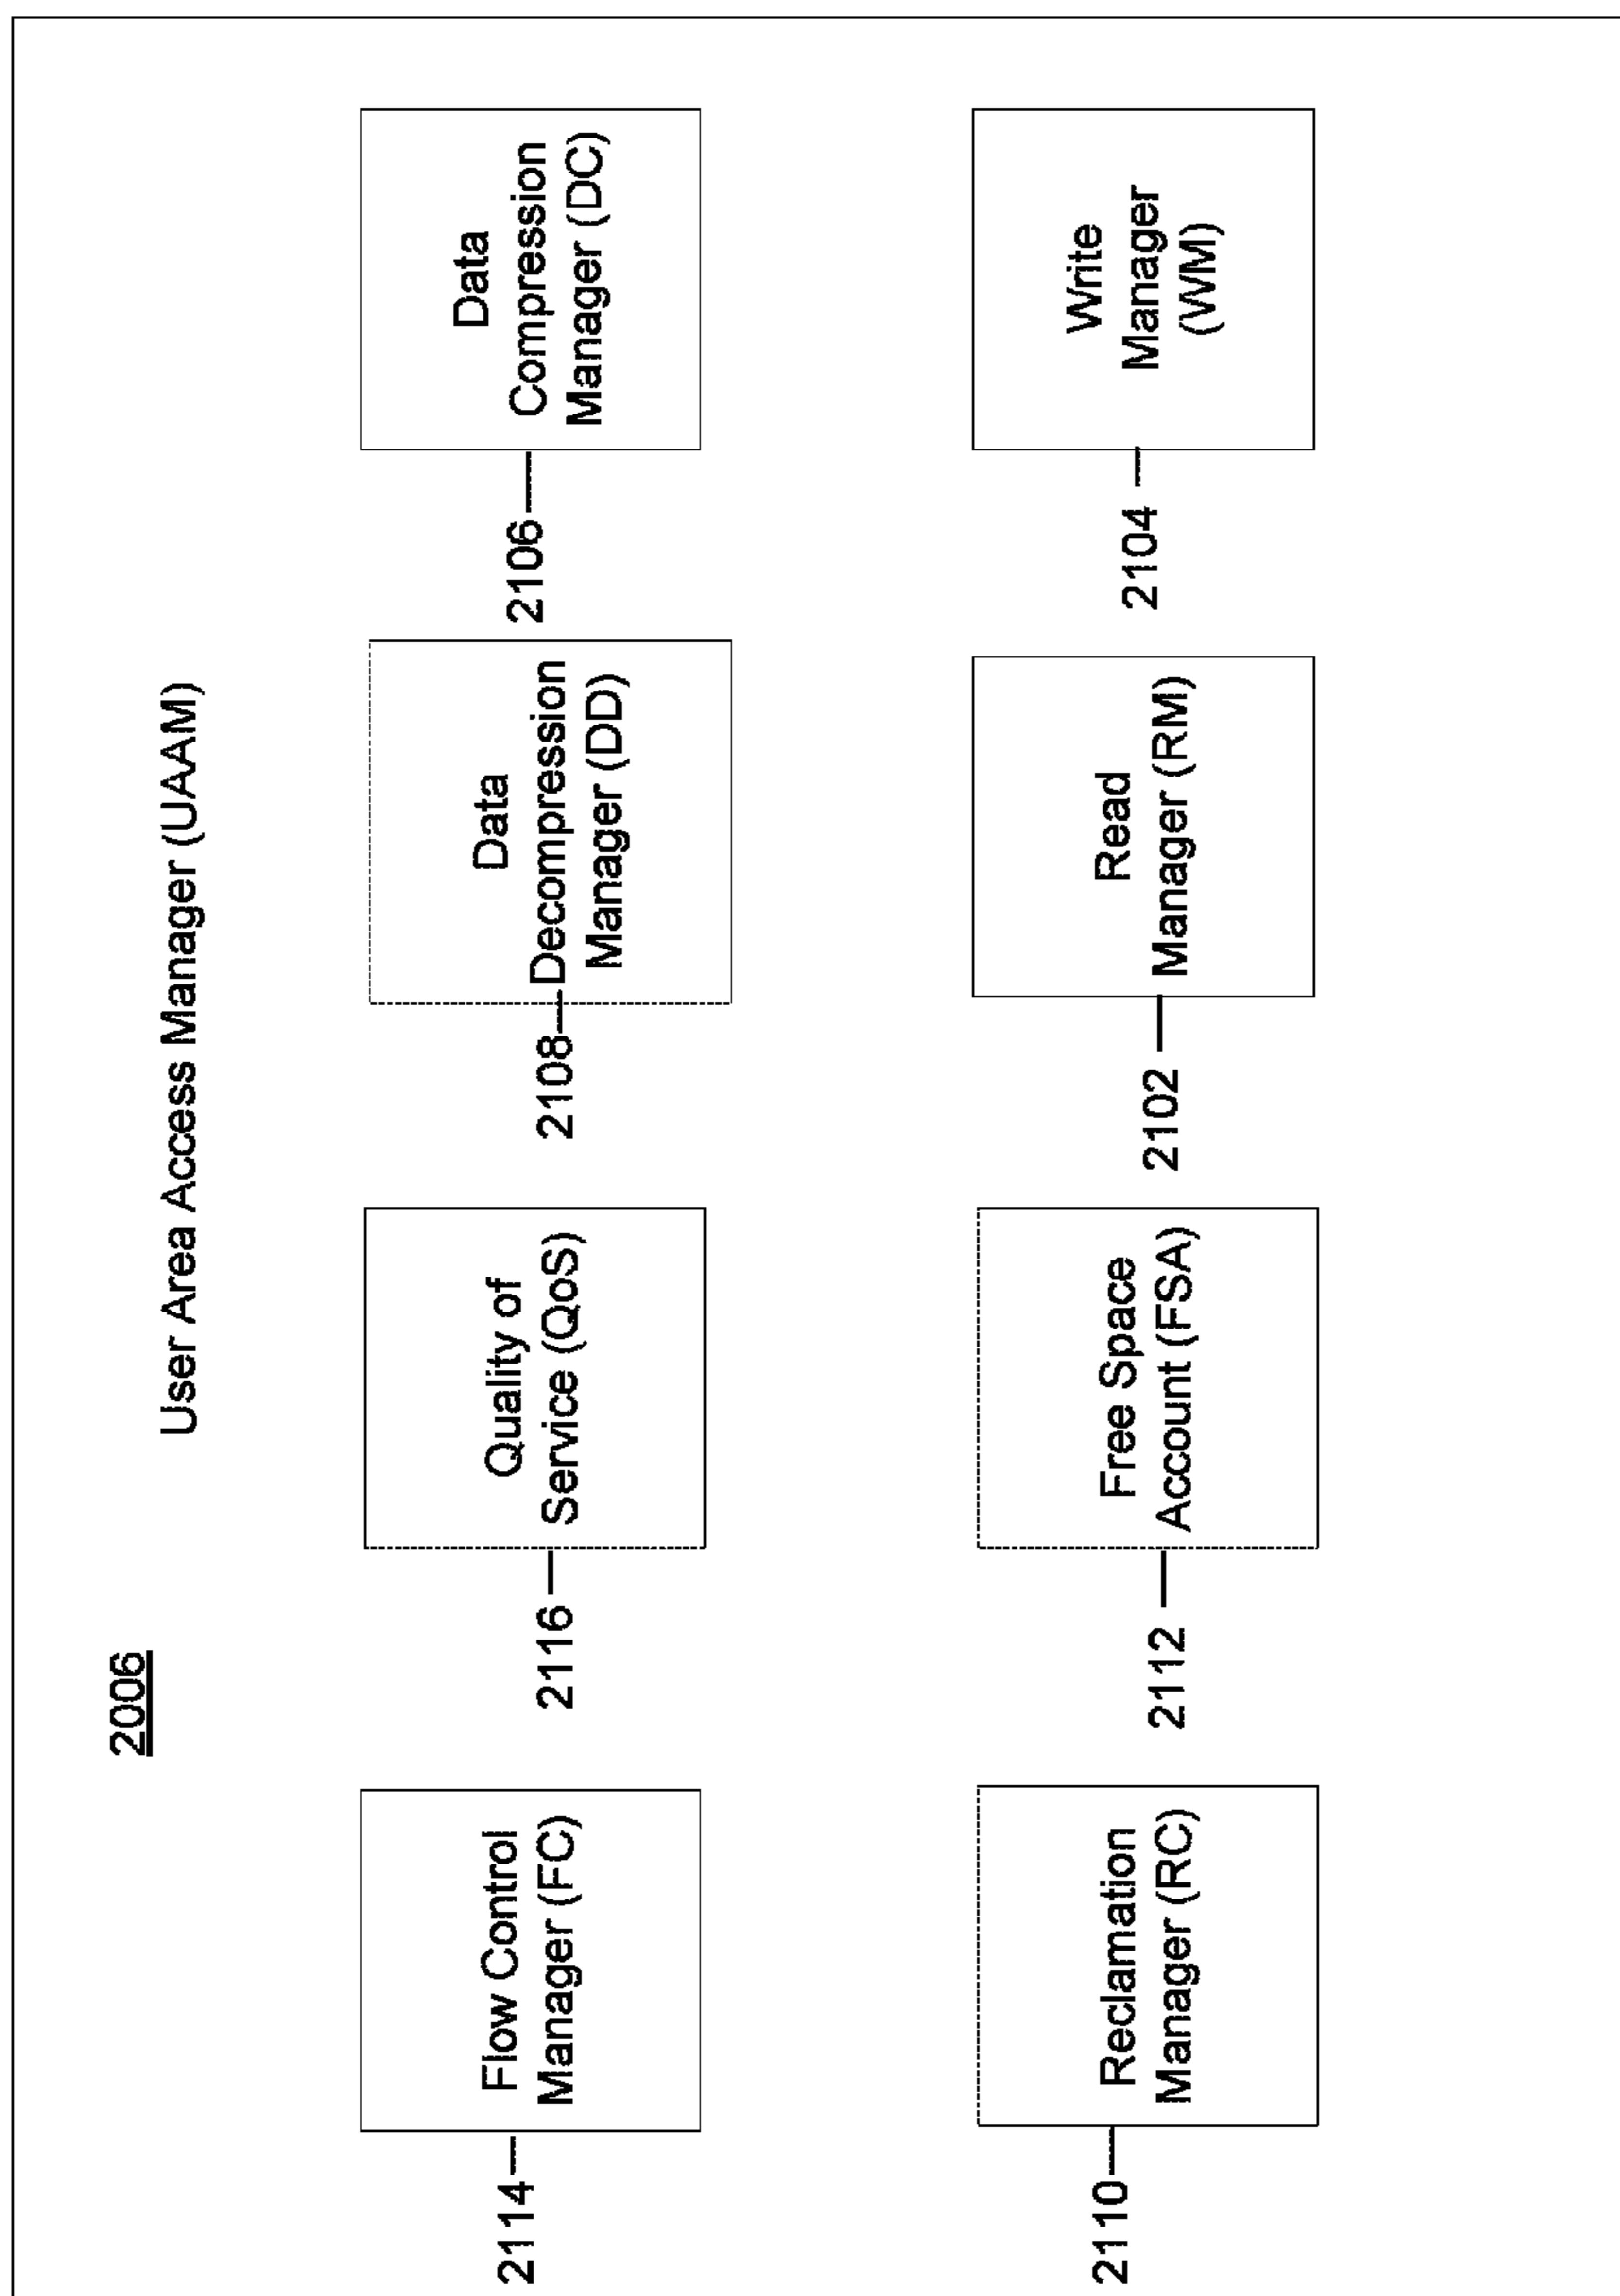 2006
User Area Access Manager (UAAM)
2114
Flow Control
Manager (FC)
2116
Quality of
Service (QoS)
2108
Data
Decompression
Manager (DD)
2106
Data
Compression
Manager (DC)
2110
Reclamation
Manager (RC)
2112
Free Space
Account (FSA)
2102
Read
Manager (RM)
2104
Write
Manager
(WM)